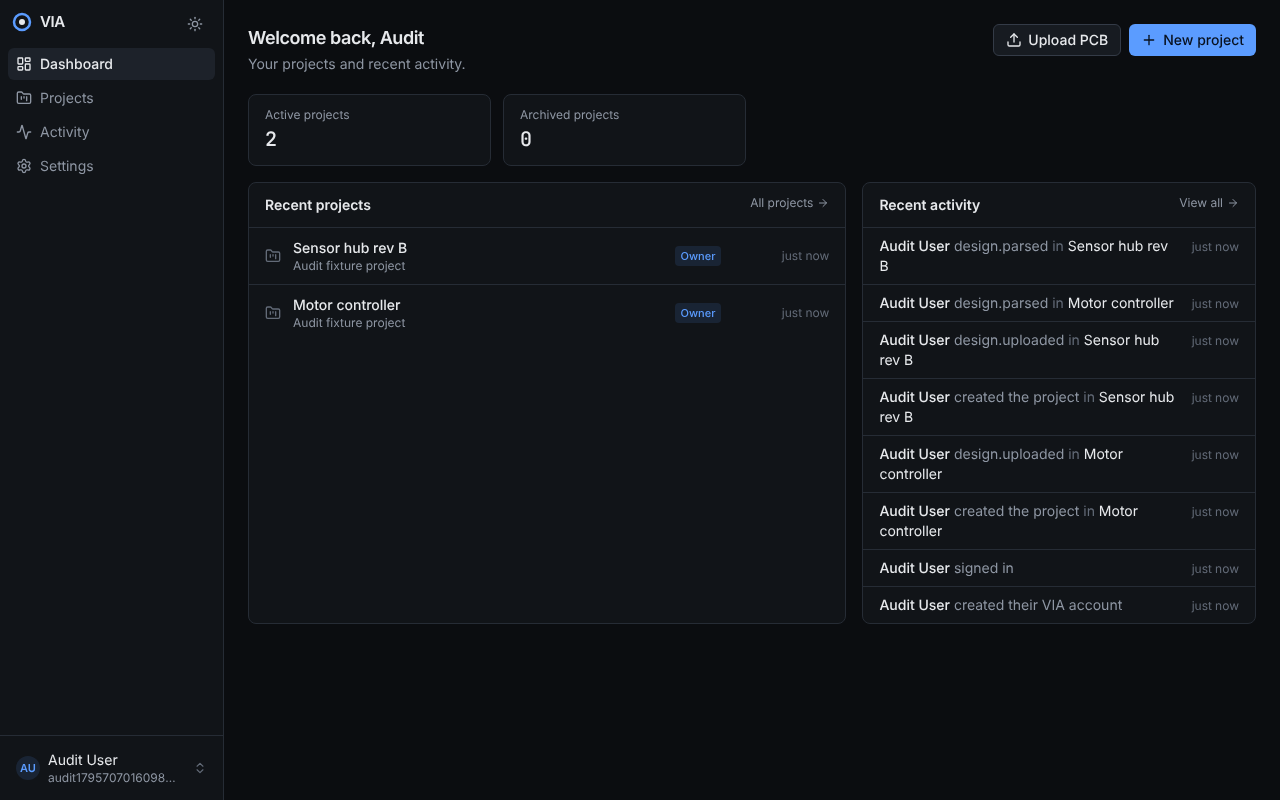 VIA
Dashboard
Projects
Activity
Settings
Audit User
audit1795707016098...
AU
Welcome back, Audit
Your projects and recent activity.
Upload PCB
New project
Active projects
2
Archived projects
0
Recent projects
All projects →
Sensor hub rev B
Audit fixture project
Owner
just now
Motor controller
Audit fixture project
Owner
just now
Recent activity
View all →
Audit User design.parsed in Sensor hub rev
B
just now
Audit User design.parsed in Motor controller
just now
Audit User design.uploaded in Sensor hub
rev B
just now
Audit User created the project in Sensor hub
rev B
just now
Audit User design.uploaded in Motor
controller
just now
Audit User created the project in Motor
controller
just now
Audit User signed in
just now
Audit User created their VIA account
just now